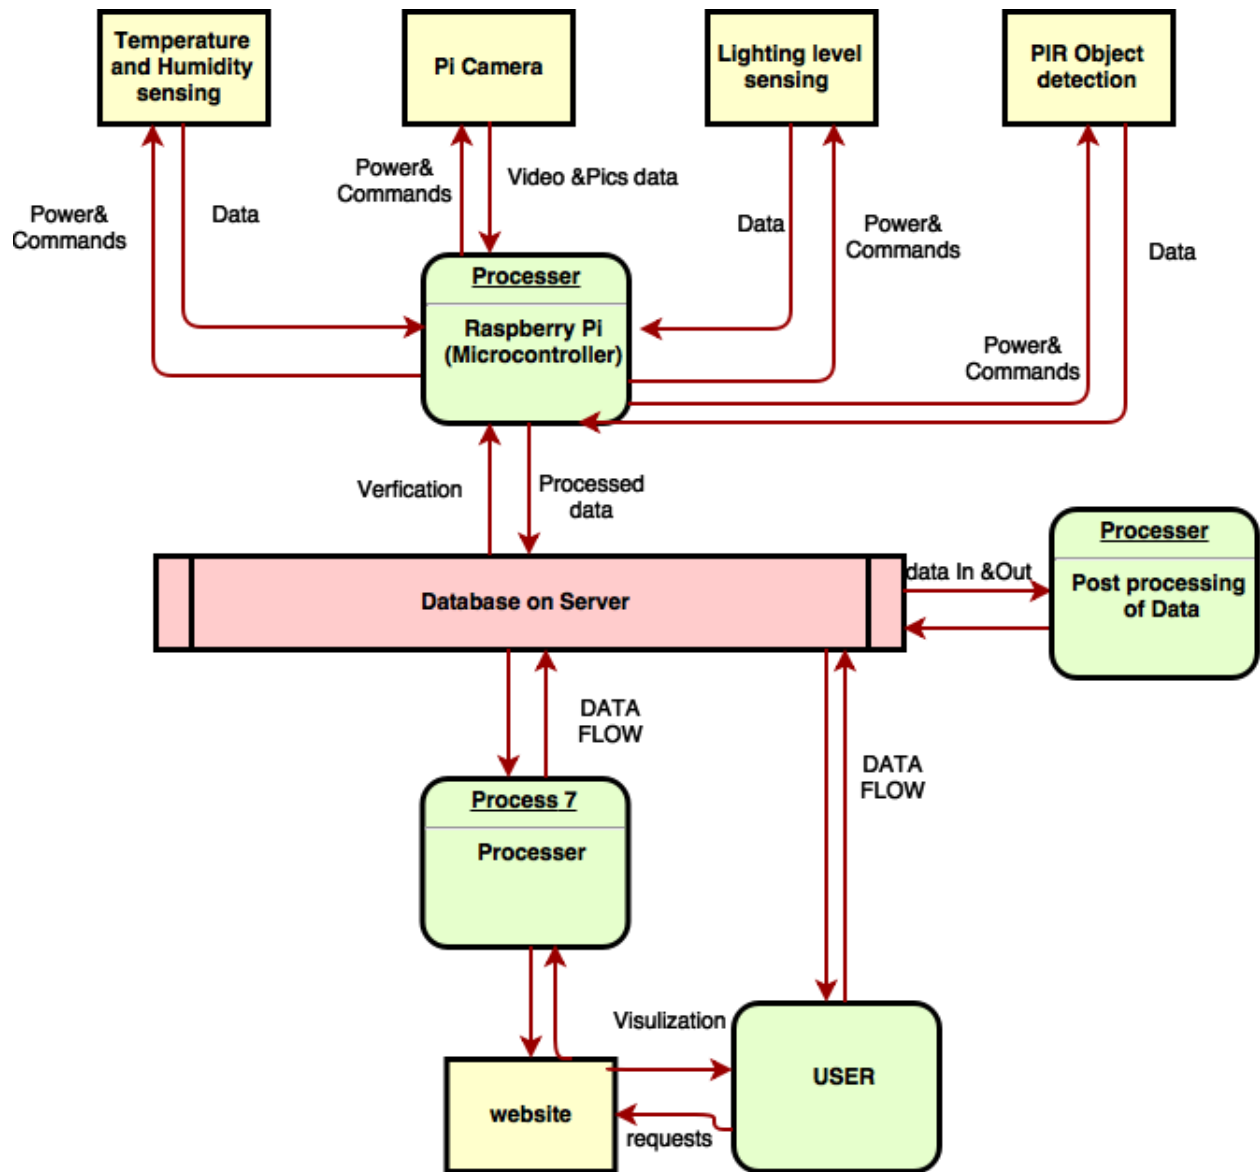 Temperature
and Humidity
sensing
Pi Camera
Lighting level
sensing
PIR Object
detection
Power&
Commands
Data
Power&
Commands
Video &Pics data
Data
Power&
Commands
Data
Processer
Raspberry Pi
(Microcontroller)
Power&
Commands
Verfication
Processed
data
Database on Server
data In &Out
Processer
Post processing
of Data
DATA
FLOW
DATA
FLOW
Process 7
Processer
Visulization
USER
website
requests